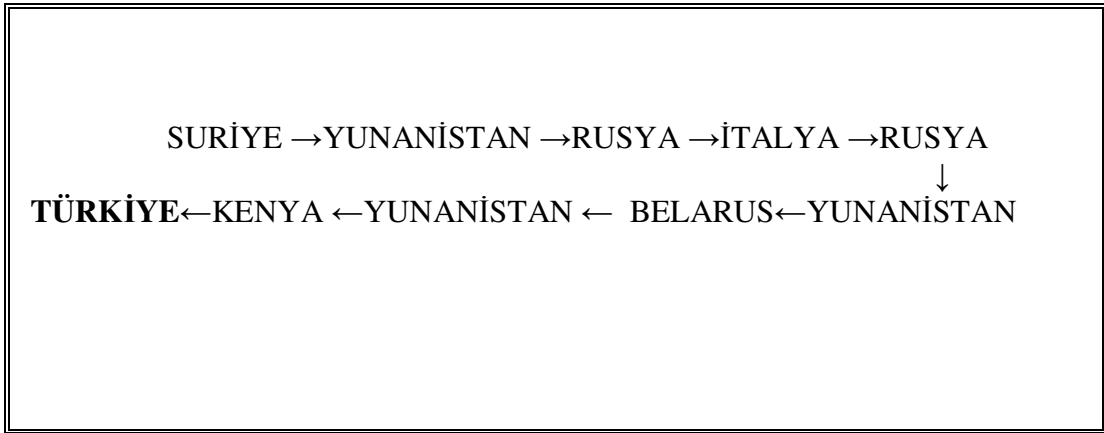 SURİYE →YUNANİSTAN →RUSYA →İTALYA →RUSYA
↓
TÜRKİYE←KENYA ←YUNANİSTAN ← BELARUS←YUNANİSTAN